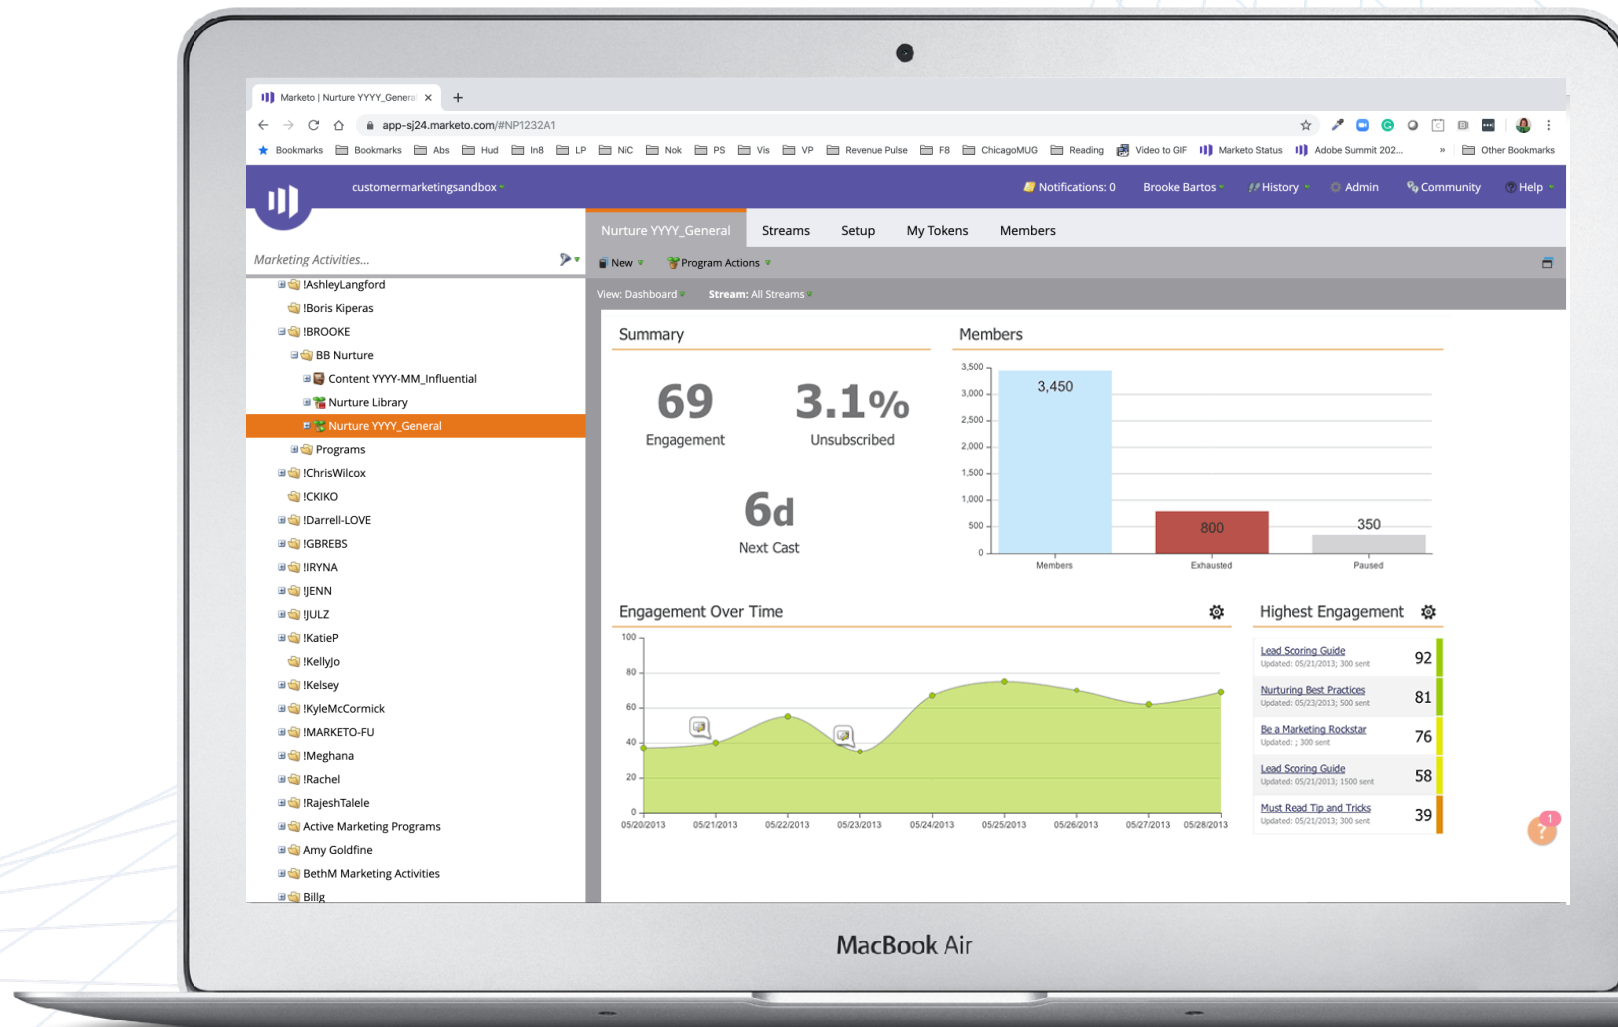 Marketo | Nurture YYYY_General
app-sj24.marketo.com/#NP1232A1
Bookmarks Bookmarks Abs Hud In8 LP NiC Nok PS Vis VP Revenue Pulse F8 ChicagoMUG Reading Video to GIF Marketo Status Adobe Summit 202... » Other Bookmarks
customermarketingsandbox Notifications: 0 Brooke Bartos History Admin Community Help
Nurture YYYY_General Streams Setup My Tokens Members
Marketing Activities... New Program Actions
View: Dashboard Stream: All Streams
!AshleyLangford
!Boris Kiperas
!BROOKE
BB Nurture
Content YYYY-MM_Influential
Nurture Library
Nurture YYYY_General
Programs
!ChrisWilcox
!CKIKO
!Darrell-LOVE
!GBREBS
!IRYNA
!JENN
!JULZ
!KatieP
!KellyJo
!Kelsey
!KyleMcCormick
!MARKETO-FU
!Meghana
!Rachel
!RajeshTalele
Active Marketing Programs
Amy Goldfine
BethM Marketing Activities
Billg
Summary
69
Engagement
3.1%
Unsubscribed
6d
Next Cast
Members
3,500
3,000
2,500
2,000
1,500
1,000
500
0
3,450
800
350
Members Exhausted Paused
Engagement Over Time
100
80
60
40
20
0
05/20/2013 05/21/2013 05/22/2013 05/23/2013 05/24/2013 05/25/2013 05/26/2013 05/27/2013 05/28/2013
Highest Engagement
Lead Scoring Guide 92
Updated: 05/21/2013; 300 sent
Nurturing Best Practices 81
Updated: 05/23/2013; 500 sent
Be a Marketing Rockstar 76
Updated: ; 300 sent
Lead Scoring Guide 58
Updated: 05/21/2013; 1500 sent
Must Read Tip and Tricks 39
Updated: 05/21/2013; 300 sent
? 1
MacBook Air